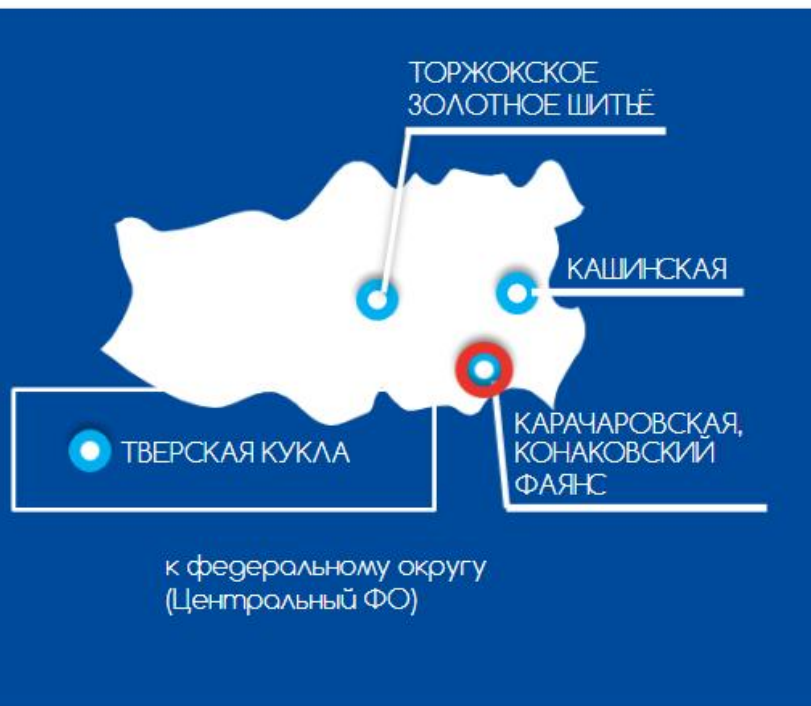 ТОРЖОКСКОЕ
ЗОЛОТНОЕ ШИТЬЁ
КАШИНСКАЯ
КАРАЧАРОВСКАЯ,
КОНАКОВСКИЙ
ФАЯНС
ТВЕРСКАЯ КУКЛА
к федеральному округу
(Центральный ФО)